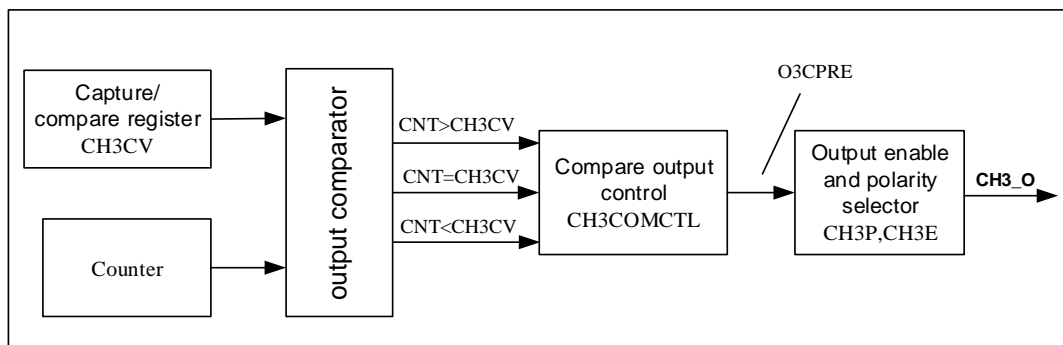 Capture/
compare register
CH3CV
Counter
output comparator
CNT>CH3CV
CNT=CH3CV
CNT<CH3CV
Compare output
control
CH3COMCTL
O3CPRE
Output enable
and polarity
selector
CH3P,CH3E
CH3_O